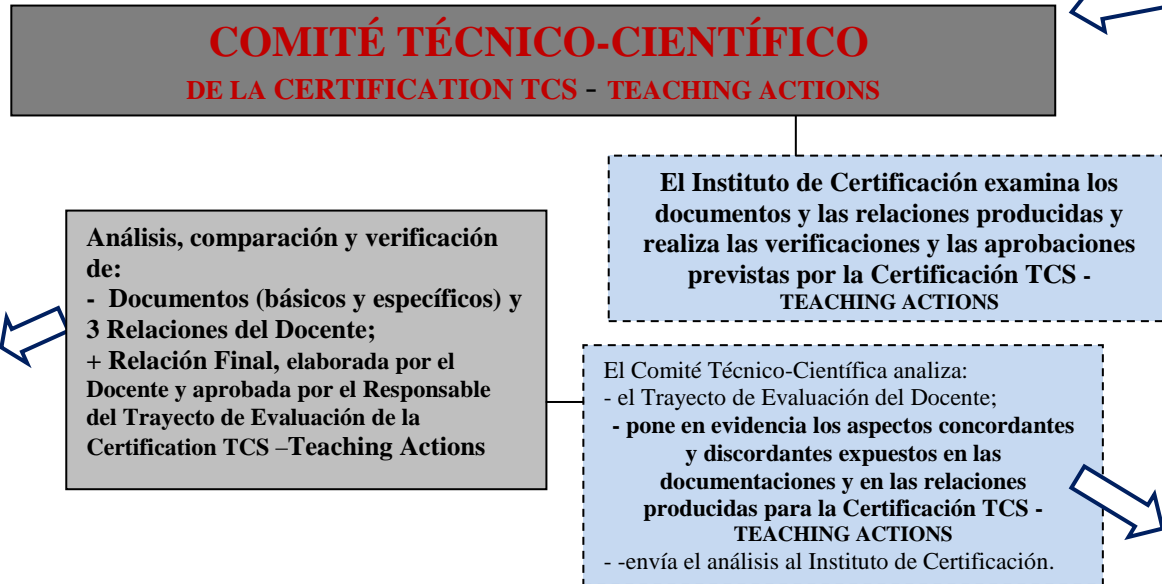 COMITÉ TÉCNICO-CIENTÍFICO
DE LA CERTIFICATION TCS - TEACHING ACTIONS
El Instituto de Certificación examina los
documentos y las relaciones producidas y
realiza las verificaciones y las aprobaciones
previstas por la Certificación TCS -
TEACHING ACTIONS
Análisis, comparación y verificación
de:
- Documentos (básicos y específicos) y
3 Relaciones del Docente;
+ Relación Final, elaborada por el
Docente y aprobada por el Responsable
del Trayecto de Evaluación de la
Certification TCS –Teaching Actions
El Comité Técnico-Científica analiza:
- el Trayecto de Evaluación del Docente;
- pone en evidencia los aspectos concordantes
y discordantes expuestos en las
documentaciones y en las relaciones
producidas para la Certificación TCS -
TEACHING ACTIONS
- -envía el análisis al Instituto de Certificación.